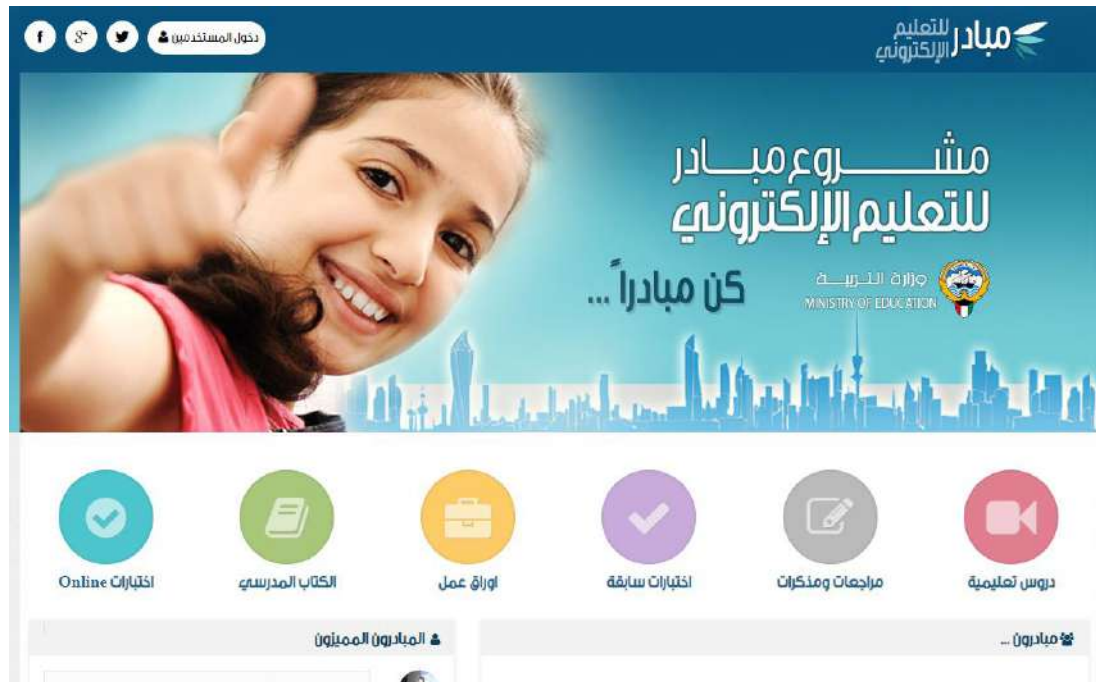 مبادر للتعليم الإلكتروني
دخول المستخدمين
مشروع مبادر
للتعليم الإلكتروني
وزارة التربية
MINISTRY OF EDUCATION
كن مبادراً ...
دروس تعليمية
مراجعات ومذكرات
اختبارات سابقة
اوراق عمل
الكتاب المدرسي
اختبارات Online
مبادرون ...
المبادرون المميزون